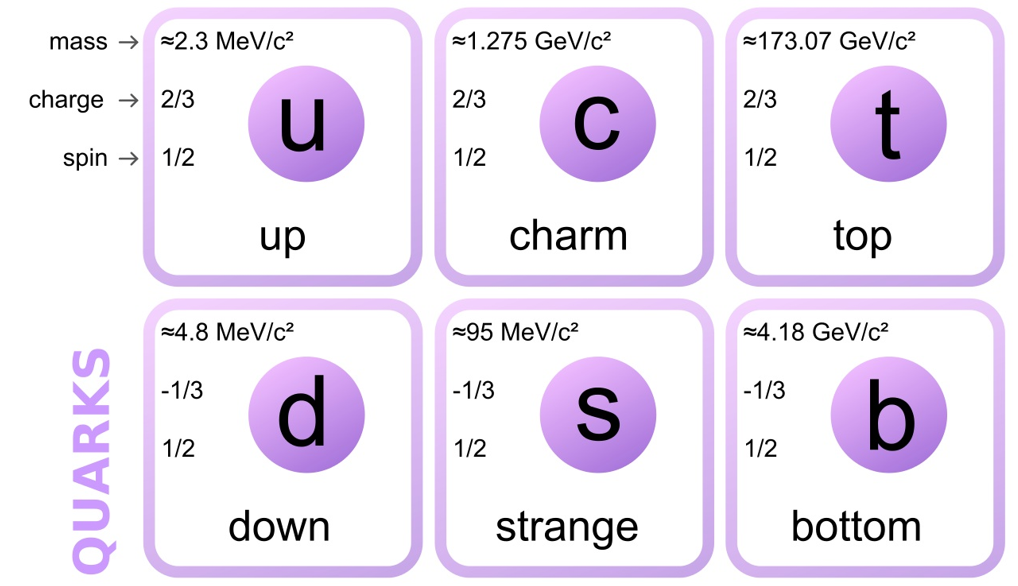 mass → ≈2.3 MeV/c² ≈1.275 GeV/c² ≈173.07 GeV/c²
charge → 2/3 2/3 2/3
u c t
spin → 1/2 1/2 1/2
up charm top
≈4.8 MeV/c² ≈95 MeV/c² ≈4.18 GeV/c²
-1/3 -1/3 -1/3
d s b
1/2 1/2 1/2
down strange bottom
QUARKS